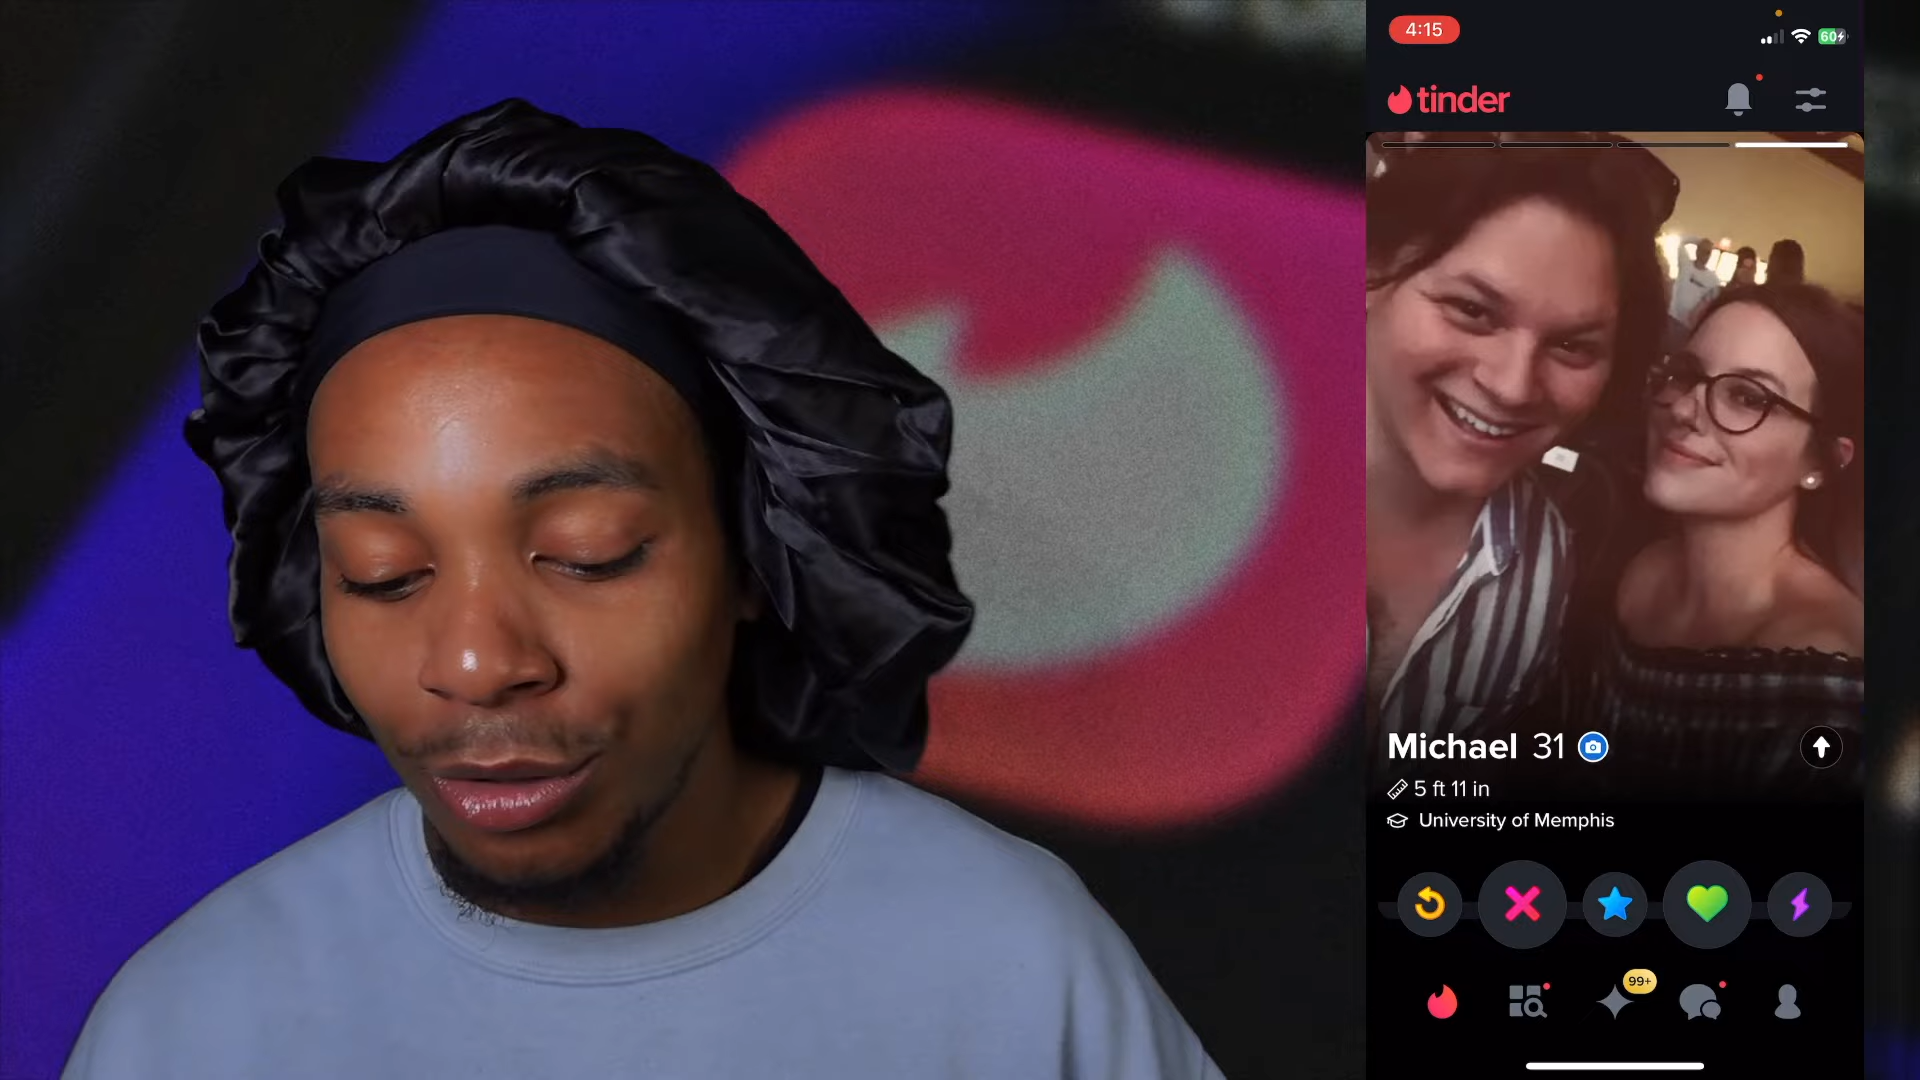 4:15
60
tinder
Michael 31
5 ft 11 in
University of Memphis
99+